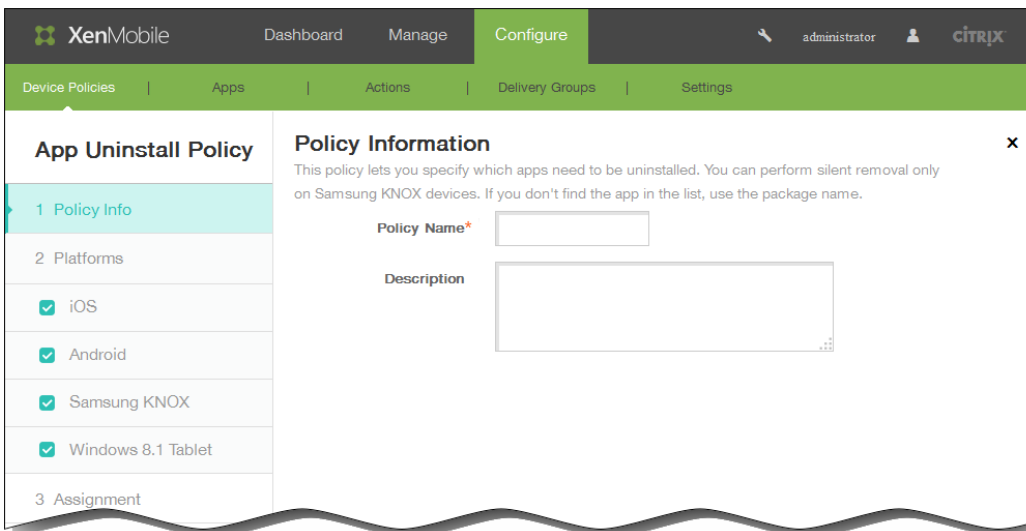 XenMobile Dashboard Manage Configure administrator CITRIX
Device Policies | Apps | Actions | Delivery Groups | Settings
App Uninstall Policy
1 Policy Info
2 Platforms
iOS
Android
Samsung KNOX
Windows 8.1 Tablet
3 Assignment
Policy Information x
This policy lets you specify which apps need to be uninstalled. You can perform silent removal only
on Samsung KNOX devices. If you don't find the app in the list, use the package name.
Policy Name*
Description